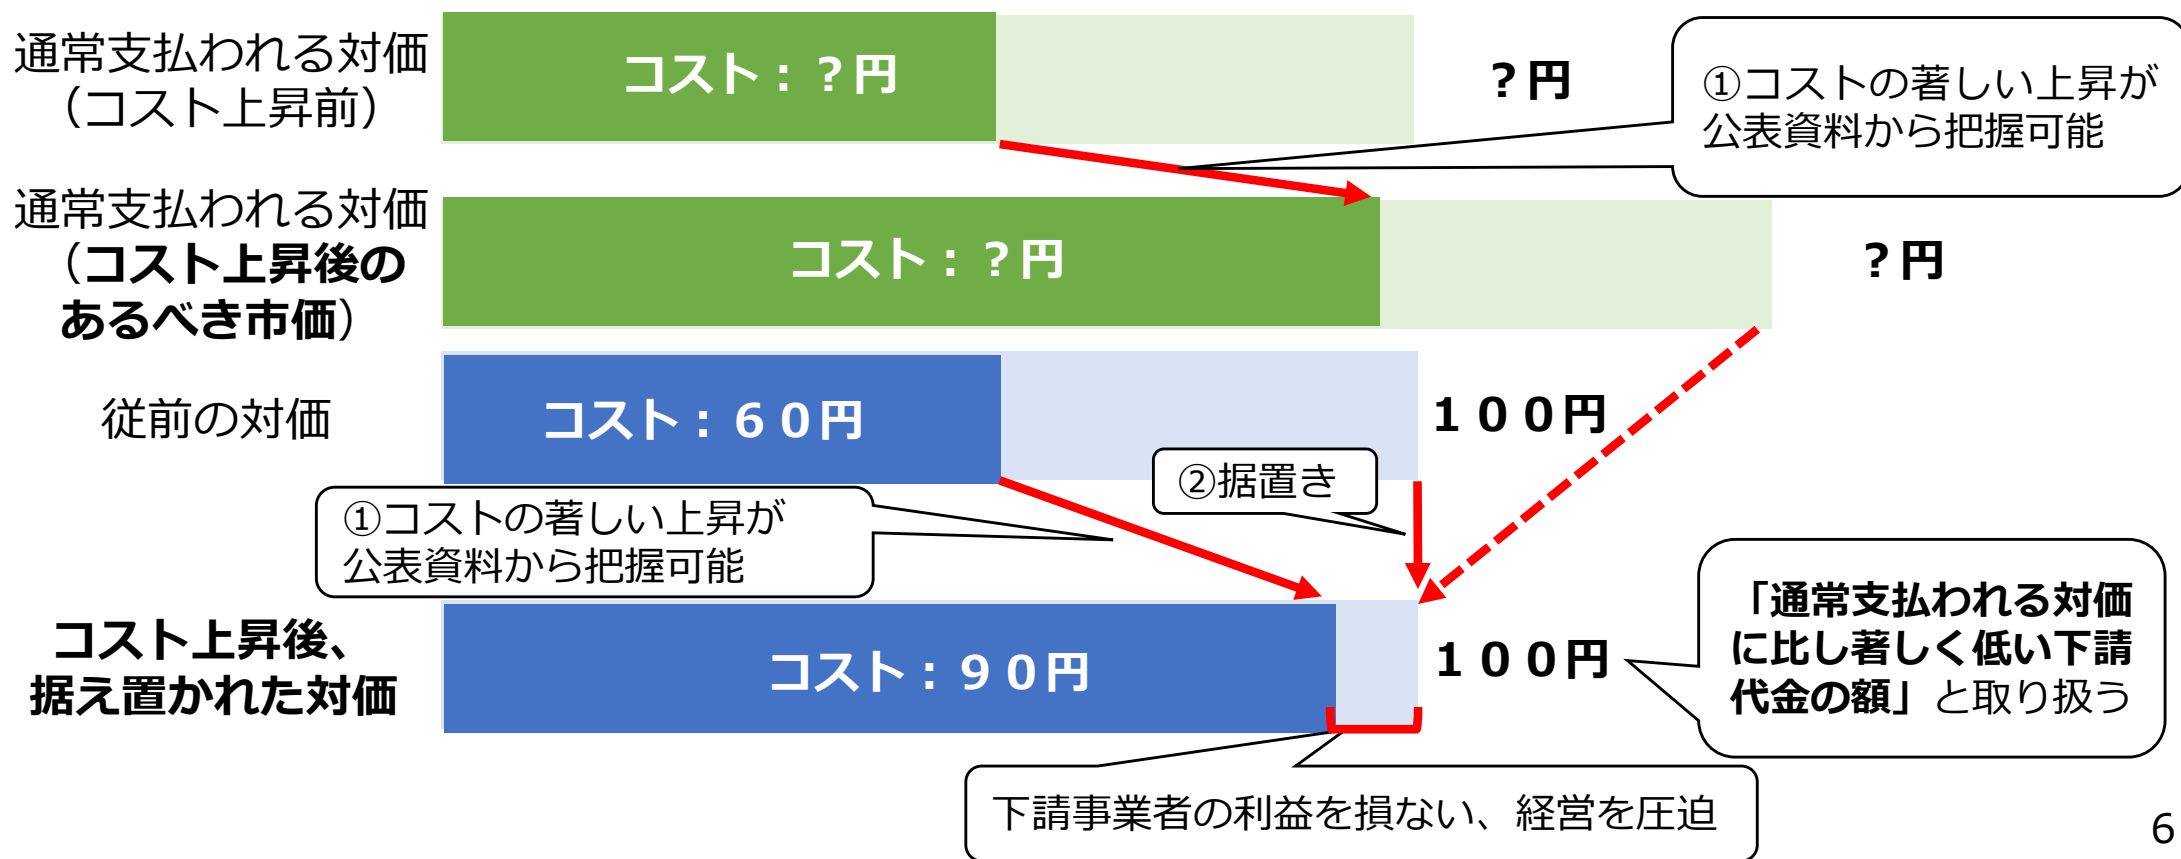 通常支払われる対価
（コスト上昇前）
コスト：？円
？円
①コストの著しい上昇が
公表資料から把握可能
通常支払われる対価
（コスト上昇後の
あるべき市価）
コスト：？円
？円
従前の対価
コスト：６０円
１００円
②据置き
①コストの著しい上昇が
公表資料から把握可能
コスト上昇後、
据え置かれた対価
コスト：９０円
１００円
「通常支払われる対価
に比し著しく低い下請
代金の額」と取り扱う
下請事業者の利益を損ない、経営を圧迫
6